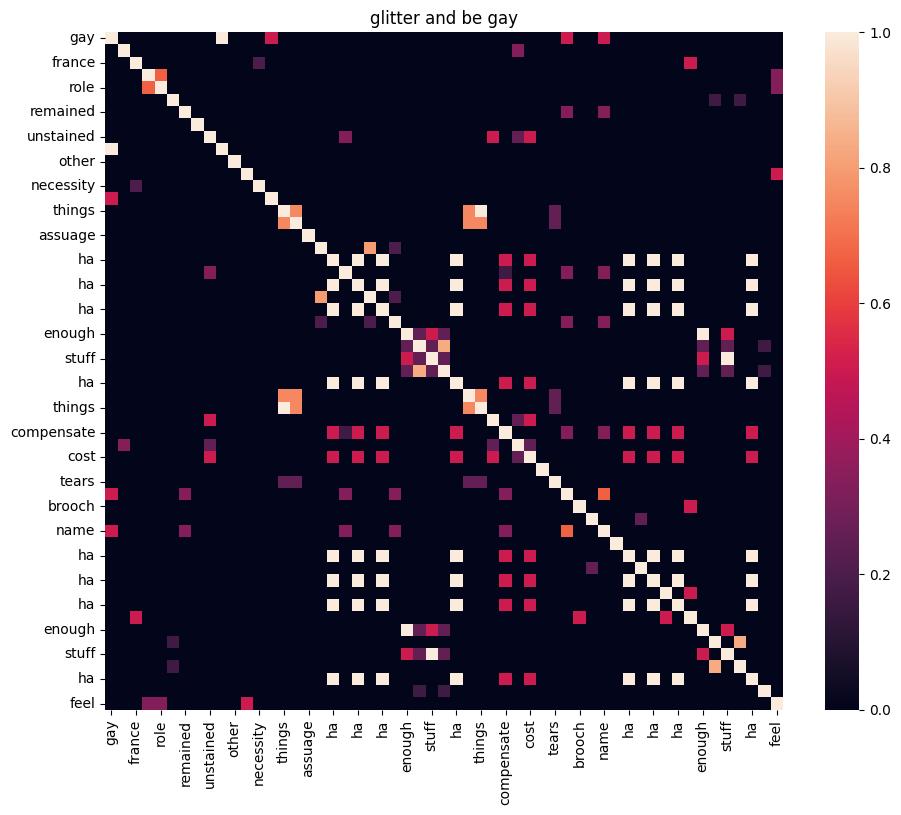 glitter and be gay
gay
france
role
remained
unstained
other
necessity
things
assuage
ha
ha
ha
enough
stuff
ha
things
compensate
cost
tears
brooch
name
ha
ha
ha
enough
stuff
ha
feel
gay
france
role
remained
unstained
other
necessity
things
assuage
ha
ha
ha
enough
stuff
ha
things
compensate
cost
tears
brooch
name
ha
ha
ha
enough
stuff
ha
feel
1.0
0.8
0.6
0.4
0.2
0.0